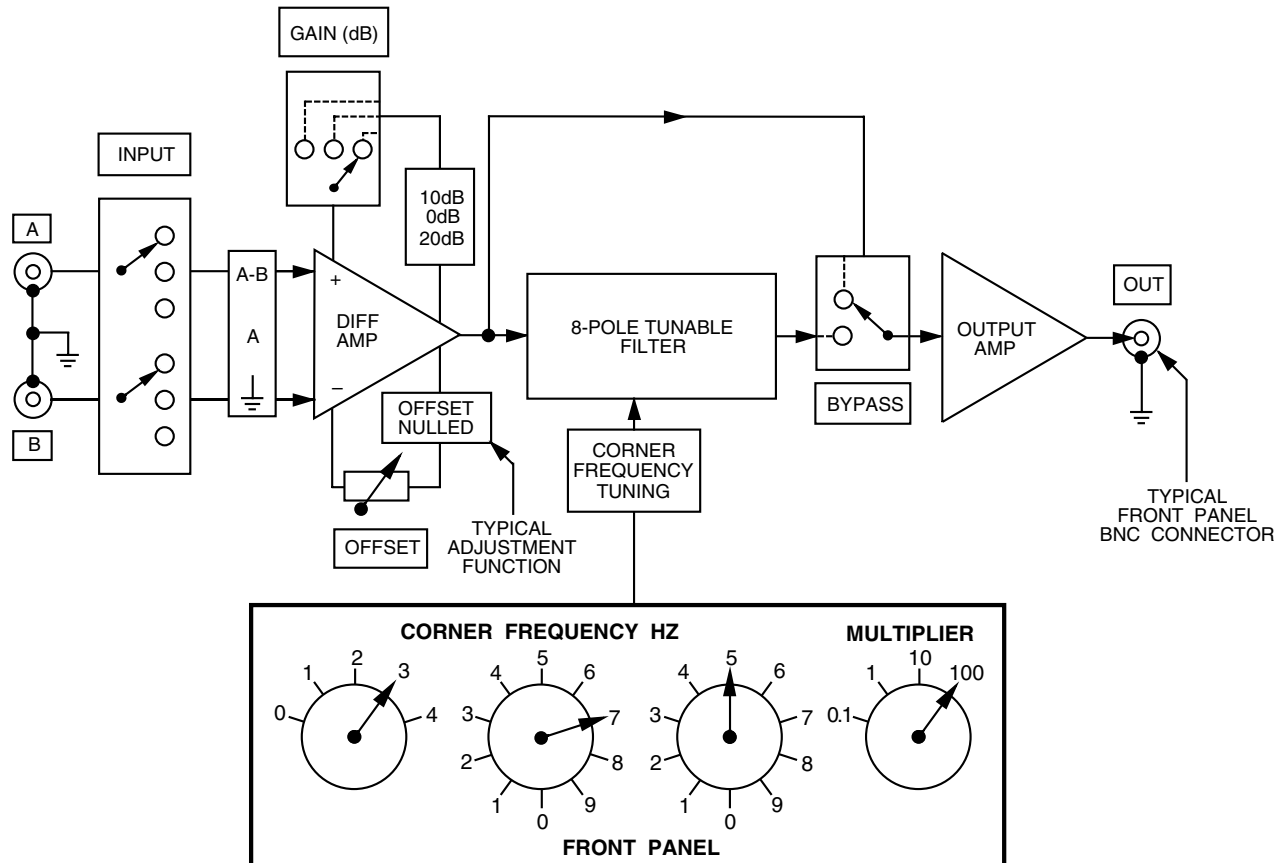 GAIN (dB)
INPUT
A
B
A-B
A
+
DIFF
AMP
–
10dB
0dB
20dB
OFFSET
NULLED
OFFSET
TYPICAL
ADJUSTMENT
FUNCTION
8-POLE TUNABLE
FILTER
CORNER
FREQUENCY
TUNING
BYPASS
OUTPUT
AMP
OUT
TYPICAL
FRONT PANEL
BNC CONNECTOR
CORNER FREQUENCY HZ
MULTIPLIER
0
1
2
3
4
0
1
2
3
4
5
6
7
8
9
0
1
2
3
4
5
6
7
8
9
0.1
1
10
100
FRONT PANEL